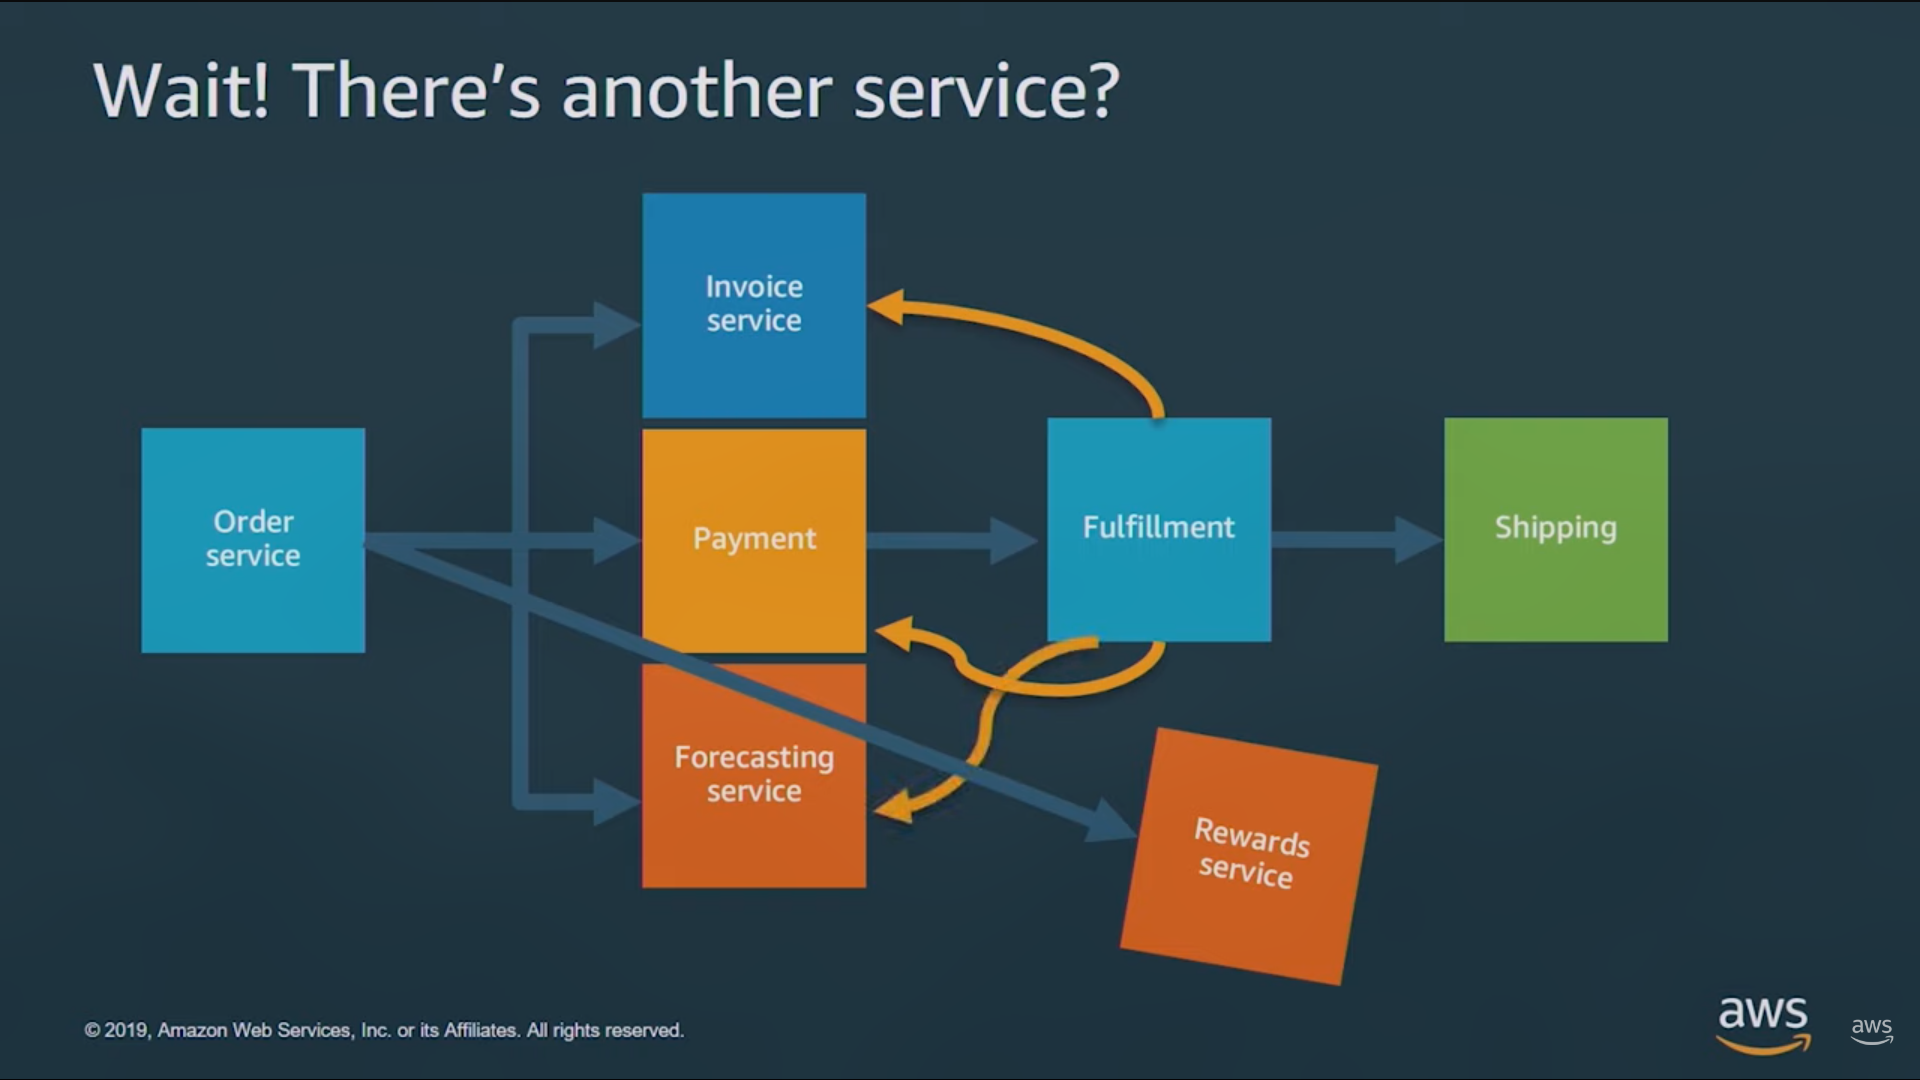 Wait! There's another service?
Invoice
service
Order
service
Payment
Fulfillment
Shipping
Forecasting
service
Rewards
service
© 2019, Amazon Web Services, Inc. or its Affiliates. All rights reserved.
aws
aws